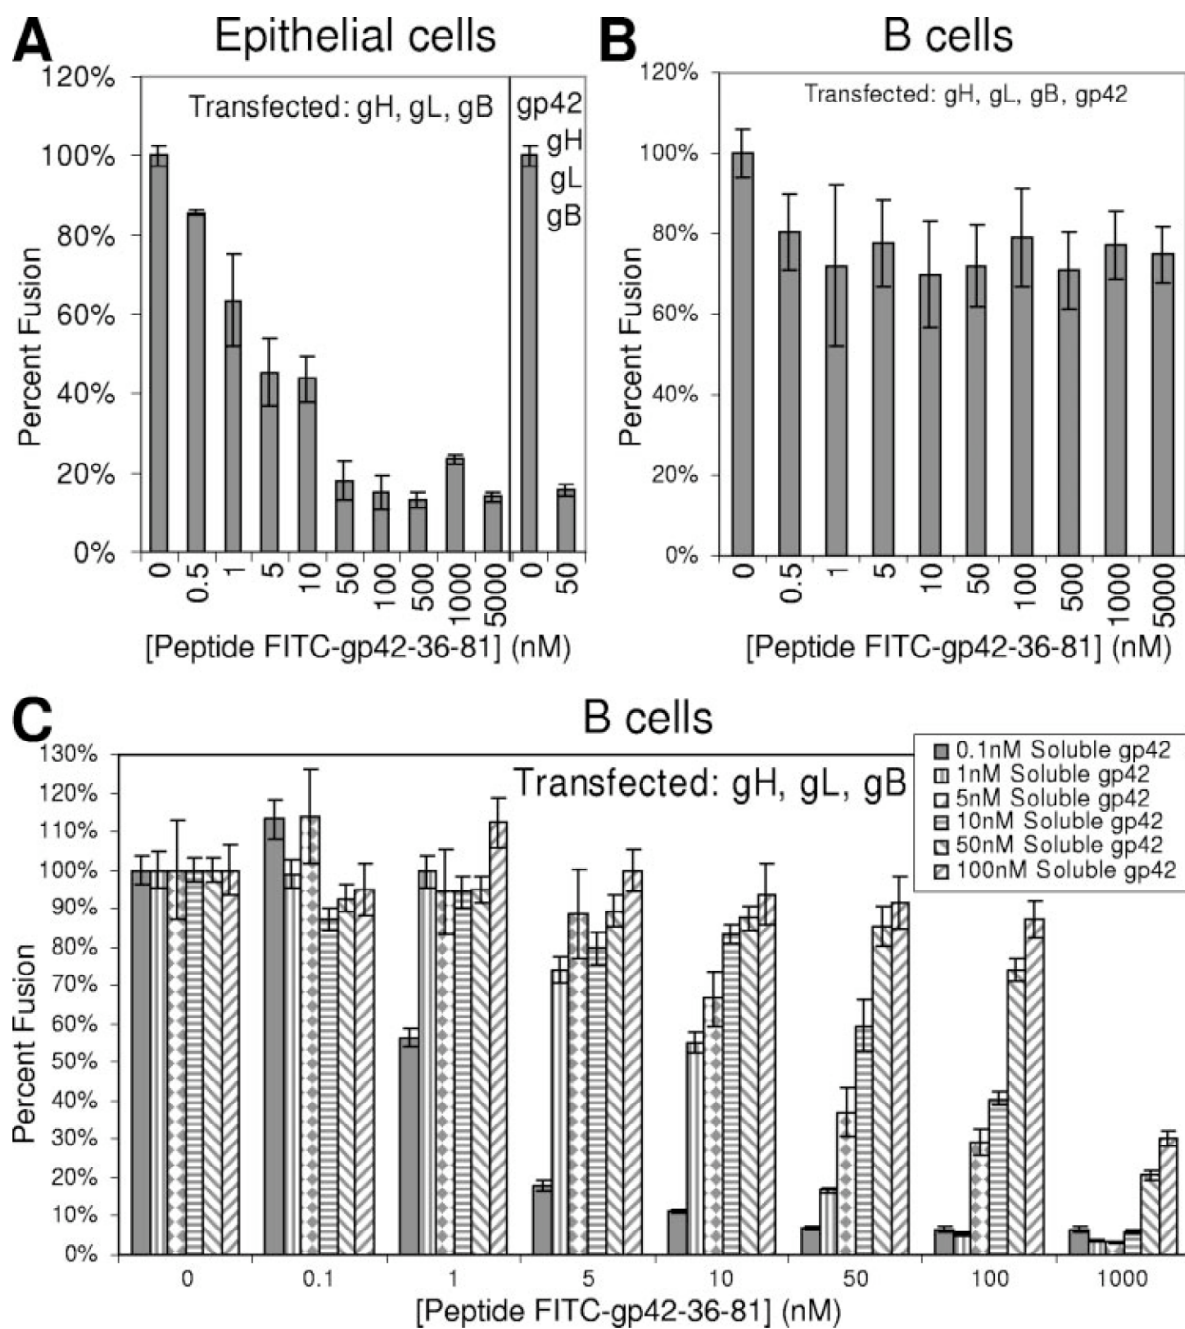 A
Epithelial cells
120%
100%
80%
60%
40%
20%
0%
Percent Fusion
Transfected: gH, gL, gB
gp42
gH
gL
gB
0 0.5 1 5 10 50 100 500 1000 5000 0 50
[Peptide FITC-gp42-36-81] (nM)
B
B cells
120%
100%
80%
60%
40%
20%
0%
Percent Fusion
Transfected: gH, gL, gB, gp42
0 0.5 1 5 10 50 100 500 1000 5000
[Peptide FITC-gp42-36-81] (nM)
C
B cells
130%
120%
110%
100%
90%
80%
70%
60%
50%
40%
30%
20%
10%
0%
Percent Fusion
Transfected: gH, gL, gB
0.1nM Soluble gp42
1nM Soluble gp42
5nM Soluble gp42
10nM Soluble gp42
50nM Soluble gp42
100nM Soluble gp42
0 0.1 1 5 10 50 100 1000
[Peptide FITC-gp42-36-81] (nM)